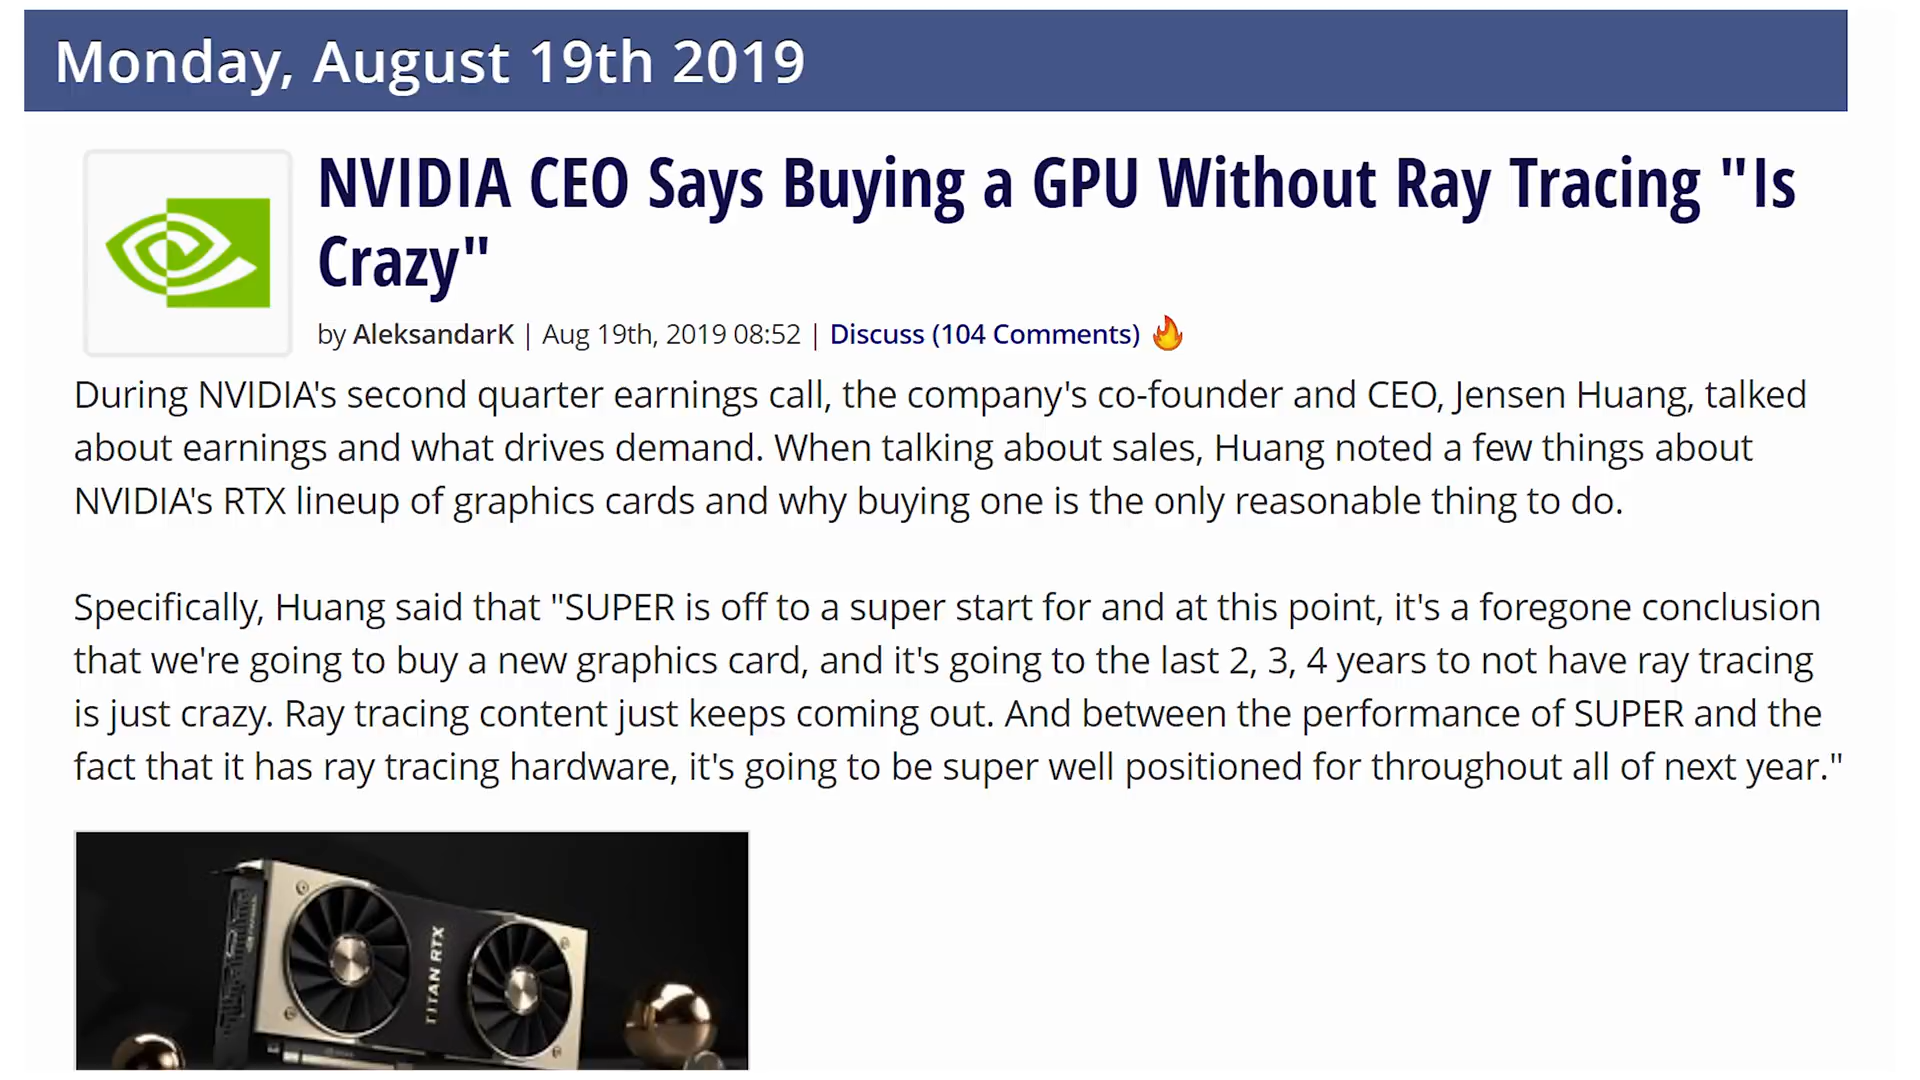 Monday, August 19th 2019
NVIDIA CEO Says Buying a GPU Without Ray Tracing "Is
Crazy"
by AleksandarK | Aug 19th, 2019 08:52 | Discuss (104 Comments)
During NVIDIA's second quarter earnings call, the company's co-founder and CEO, Jensen Huang, talked
about earnings and what drives demand. When talking about sales, Huang noted a few things about
NVIDIA's RTX lineup of graphics cards and why buying one is the only reasonable thing to do.
Specifically, Huang said that "SUPER is off to a super start for and at this point, it's a foregone conclusion
that we're going to buy a new graphics card, and it's going to the last 2, 3, 4 years to not have ray tracing
is just crazy. Ray tracing content just keeps coming out. And between the performance of SUPER and the
fact that it has ray tracing hardware, it's going to be super well positioned for throughout all of next year."
TITAN RTX